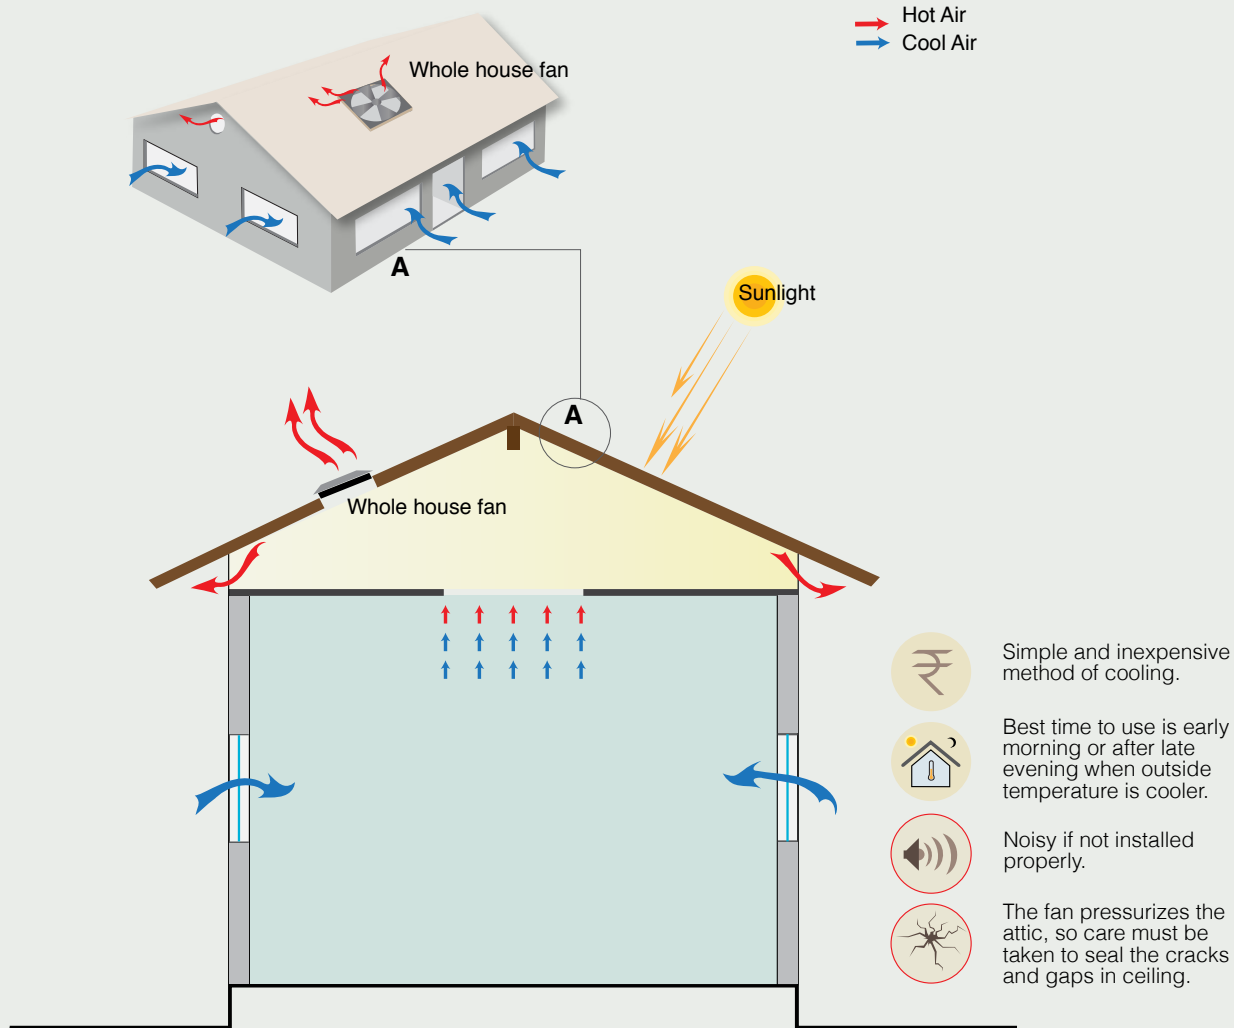 Hot Air
Cool Air
Whole house fan
A
Sunlight
A
Whole house fan
Simple and inexpensive
method of cooling.
Best time to use is early
morning or after late
evening when outside
temperature is cooler.
Noisy if not installed
properly.
The fan pressurizes the
attic, so care must be
taken to seal the cracks
and gaps in ceiling.